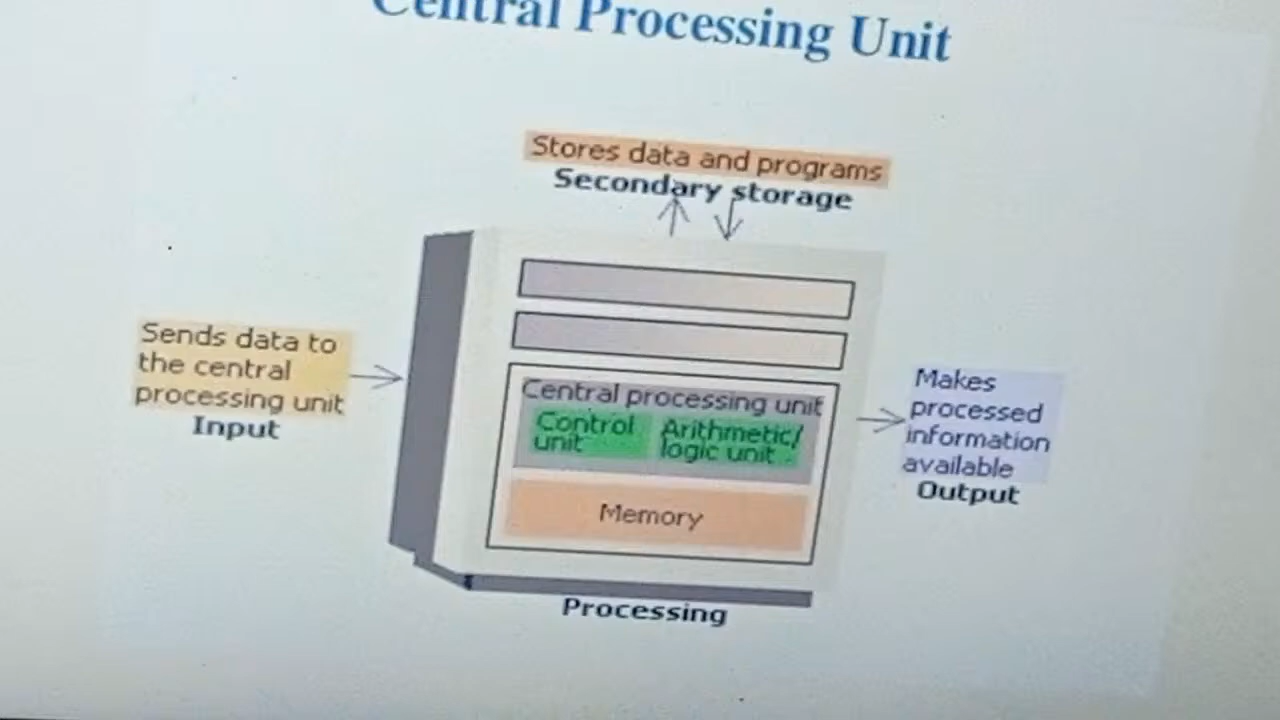 Central Processing Unit
Stores data and programs
Secondary storage
Sends data to
the central
processing unit
Input
Central processing unit
Control
unit
Arithmetic/
logic unit
Memory
Makes
processed
information
available
Output
Processing